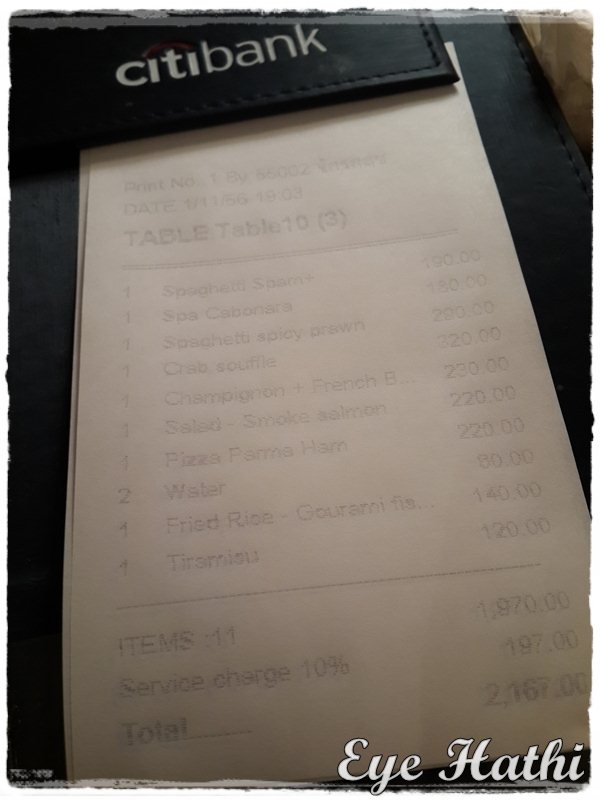 citibank
Print No. 1 By 55002
DATE 1/11/56 19:03
TABLE:Table10 (3)
1 Spaghetti Spam+ 190.00
1 Spa Cabonara 180.00
1 Spaghetti spicy prawn 290.00
1 Crab souffle 320.00
1 Champignon + French B... 230.00
1 Salad - Smoke salmon 220.00
1 Pizza Parma Ham 220.00
2 Water 60.00
1 Fried Rice - Gourami fis... 140.00
1 Tiramisu 120.00
ITEMS :11 1,970.00
Service charge 10% 197.00
Total.......... 2,167.00
Eye Hathi